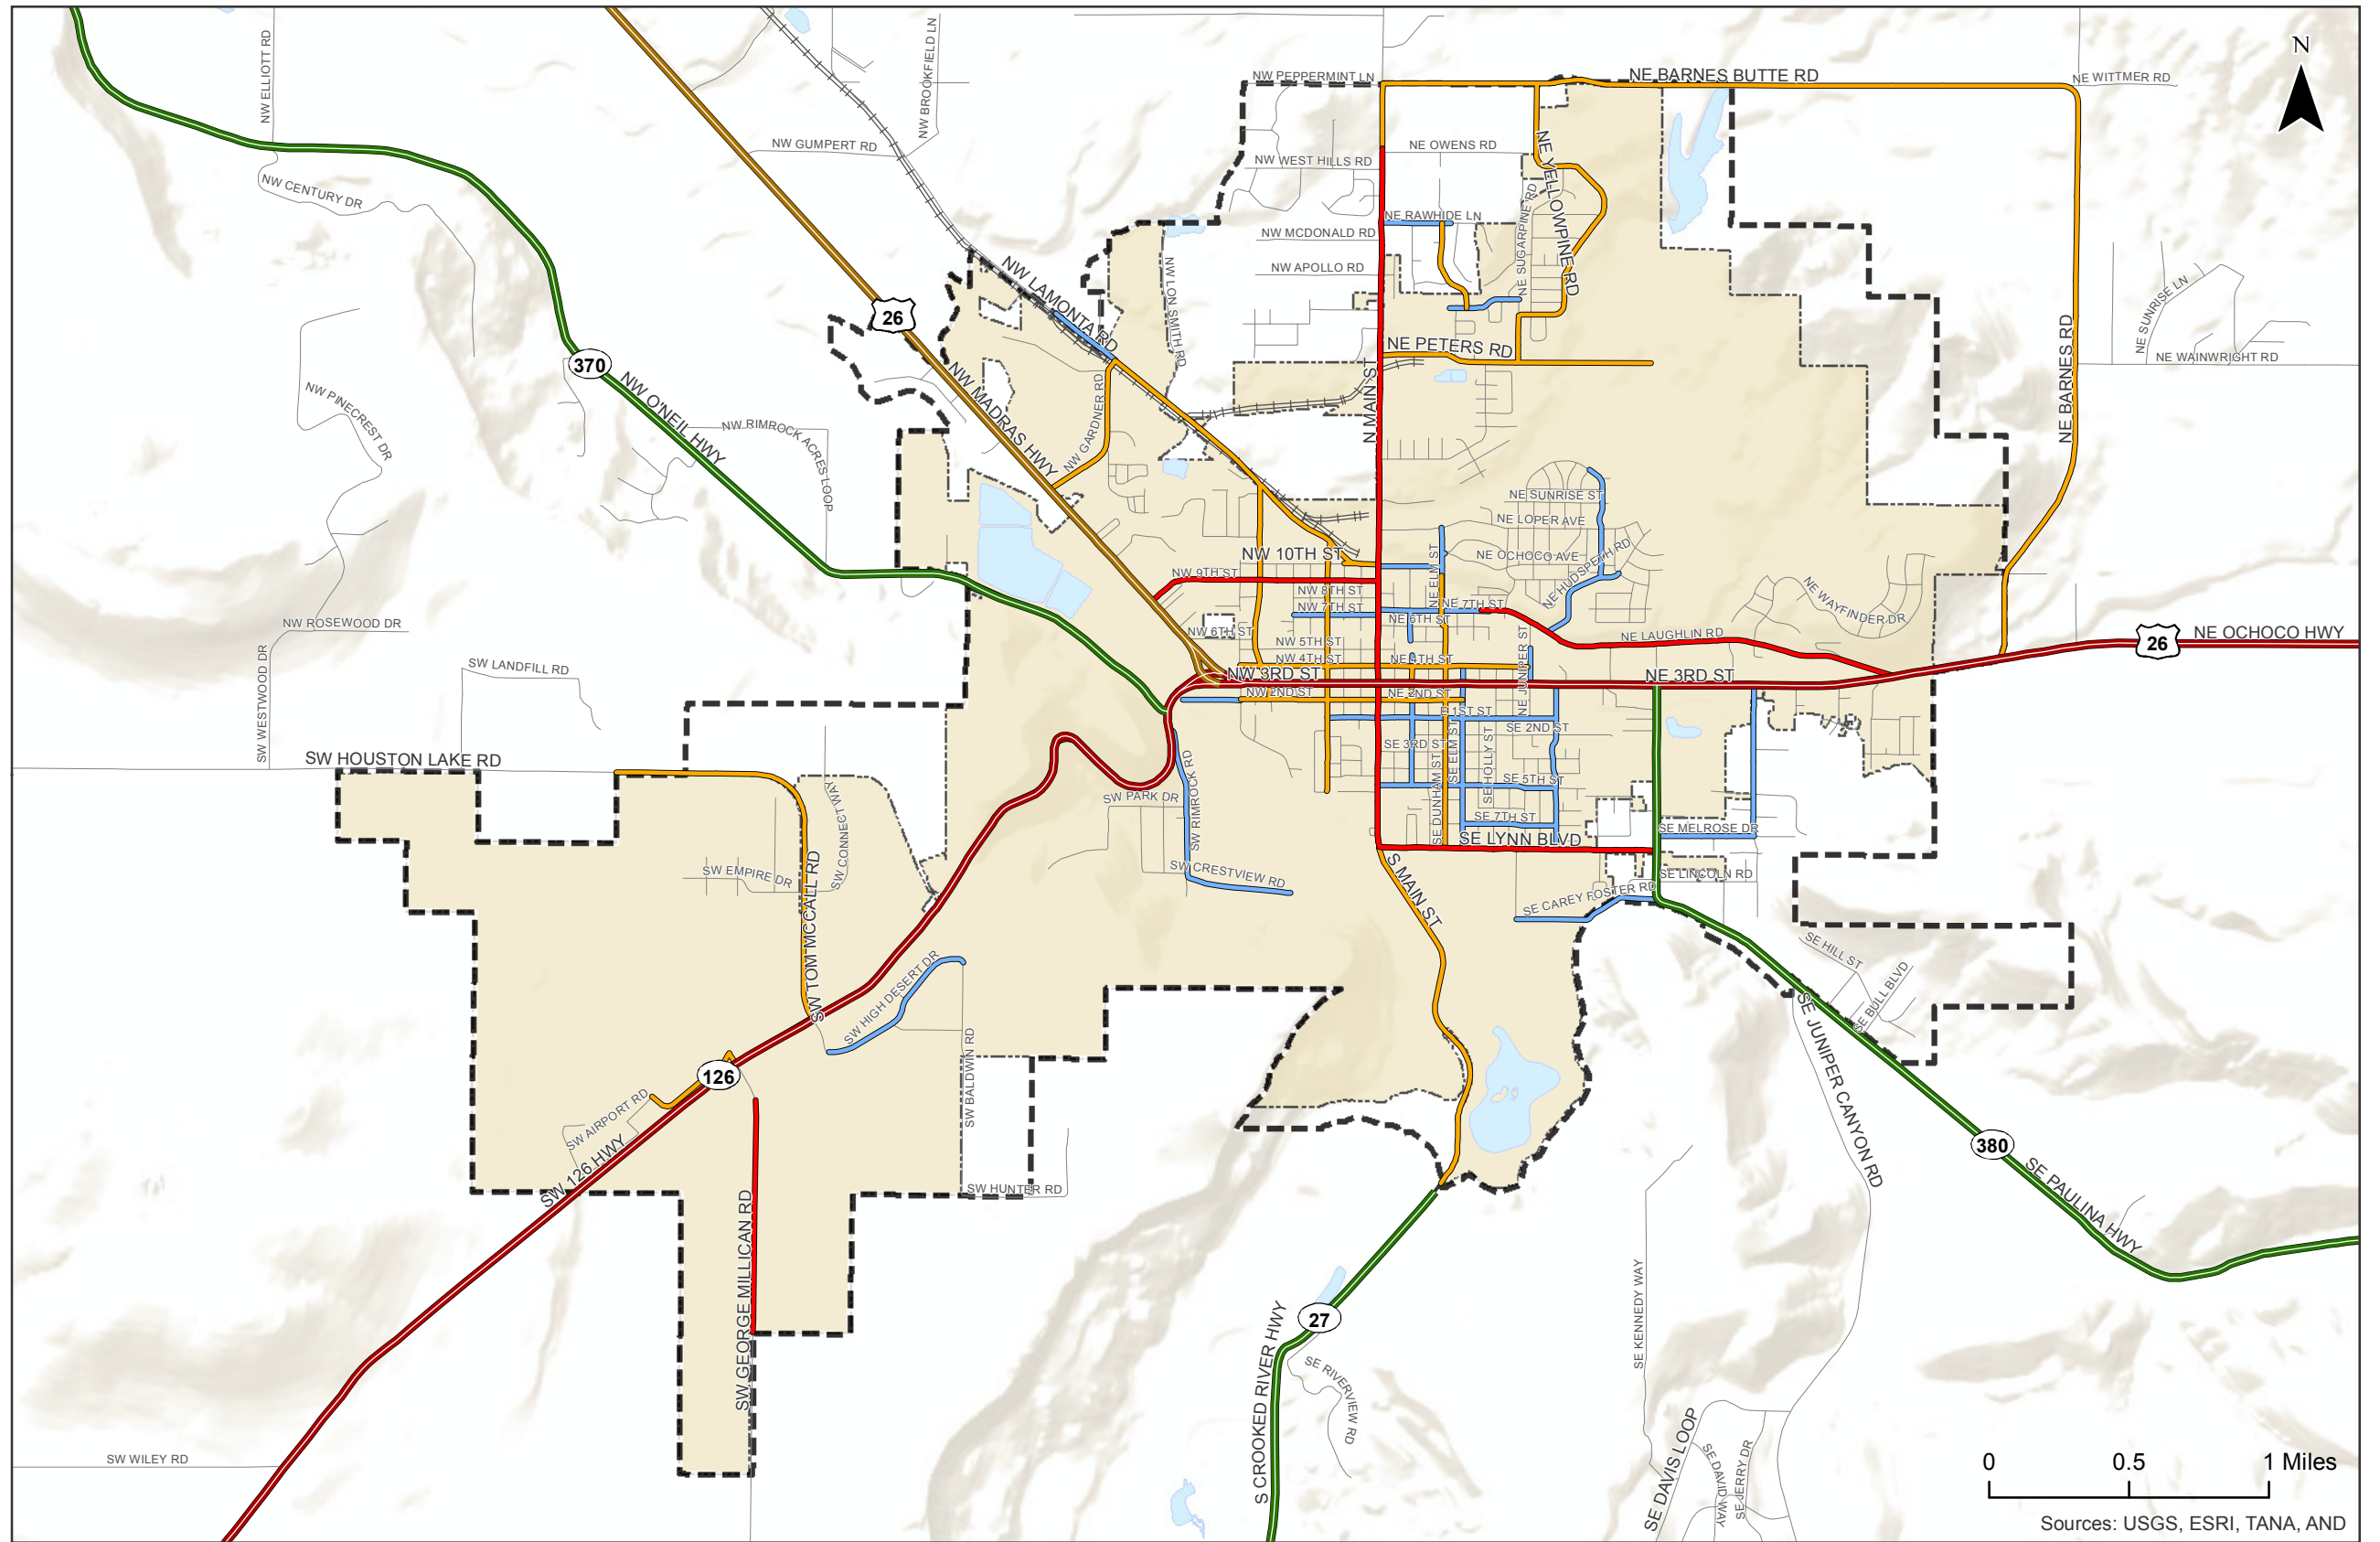 N
NW ELLIOTT RD
NW BROOKFIELD LN
NW PEPPERMINT LN
NE BARNES BUTTE RD
NE WITTMER RD
NW GUMPERT RD
NE OWENS RD
NW WEST HILLS RD
NE YELLOWPINE RD
NE SUGARPINE RD
NW CENTURY DR
NE RAWHIDE LN
NW MCDONALD RD
NW APOLLO RD
NW LAMONTA RD
NW LON SMITH RD
NE SUNRISE LN
26
NE PETERS RD
NE BARNES RD
NE WAINWRIGHT RD
370
NW O'NEIL HWY
NW MADRAS HWY
NW GARDNER RD
N MAIN ST
NW PINECREST DR
NW RIMROCK ACRES LOOP
NE SUNRISE ST
NE LOPER AVE
NE OCHOCO AVE
NE HUDSPETH RD
NW 10TH ST
NE ELM ST
NW 9TH ST
NW 8TH ST
NW 7TH ST
NE 7TH ST
NE 6TH ST
NE WAYFINDER DR
NW 6TH ST
NW 5TH ST
NE LAUGHLIN RD
NE JUNIPER ST
NW 4TH ST
NE 4TH ST
NW 3RD ST
NE 3RD ST
26
NE OCHOCO HWY
NW 2ND ST
NE 2ND ST
NW ROSEWOOD DR
SW WESTWOOD DR
SW LANDFILL RD
E 1ST ST
SE 2ND ST
SE 3RD ST
SE ELM ST
SE HOLLY ST
SE DUNHAM ST
SE 5TH ST
SE 7TH ST
SE LYNN BLVD
SE MELROSE DR
SE LINCOLN RD
SW HOUSTON LAKE RD
SW CONNECT WAY
SW PARK DR
SW RIMROCK RD
SW EMPIRE DR
SW TOM MCCALL RD
SW CRESTVIEW RD
S MAIN ST
SE CAREY FOSTER RD
SE HILL ST
SE BULL BLVD
SW HIGH DESERT DR
SE JUNIPER CANYON RD
126
SW AIRPORT RD
SW 126 HWY
SW BALDWIN RD
SW HUNTER RD
SW GEORGE MILLICAN RD
380
SE PAULINA HWY
27
S CROOKED RIVER HWY
SE RIVERVIEW RD
SE KENNEDY WAY
SE DAVIS LOOP
SE DAVID WAY
SE JERRY DR
SW WILEY RD
0 0.5 1 Miles
Sources: USGS, ESRI, TANA, AND